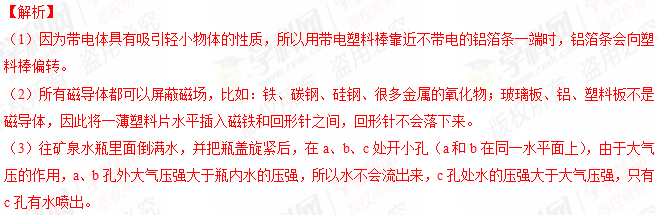 【解析】
（1）因为带电体具有吸引轻小物体的性质，所以用带电塑料棒靠近不带电的铝箔条一端时，铝箔条会向塑
料棒偏转。
（2）所有磁导体都可以屏蔽磁场，比如：铁、碳钢、硅钢、很多金属的氧化物；玻璃板、铝、塑料板不是
磁导体，因此将一薄塑料片水平插入磁铁和回形针之间，回形针不会落下来。
（3）往矿泉水瓶里面倒满水，并把瓶盖旋紧后，在 a、b、c 处开小孔（a 和 b 在同一水平面上），由于大气
压的作用，a、b 孔外大气压强大于瓶内水的压强，所以水不会流出来，c 孔处水的压强大于大气压强，只有
c 孔有水喷出。